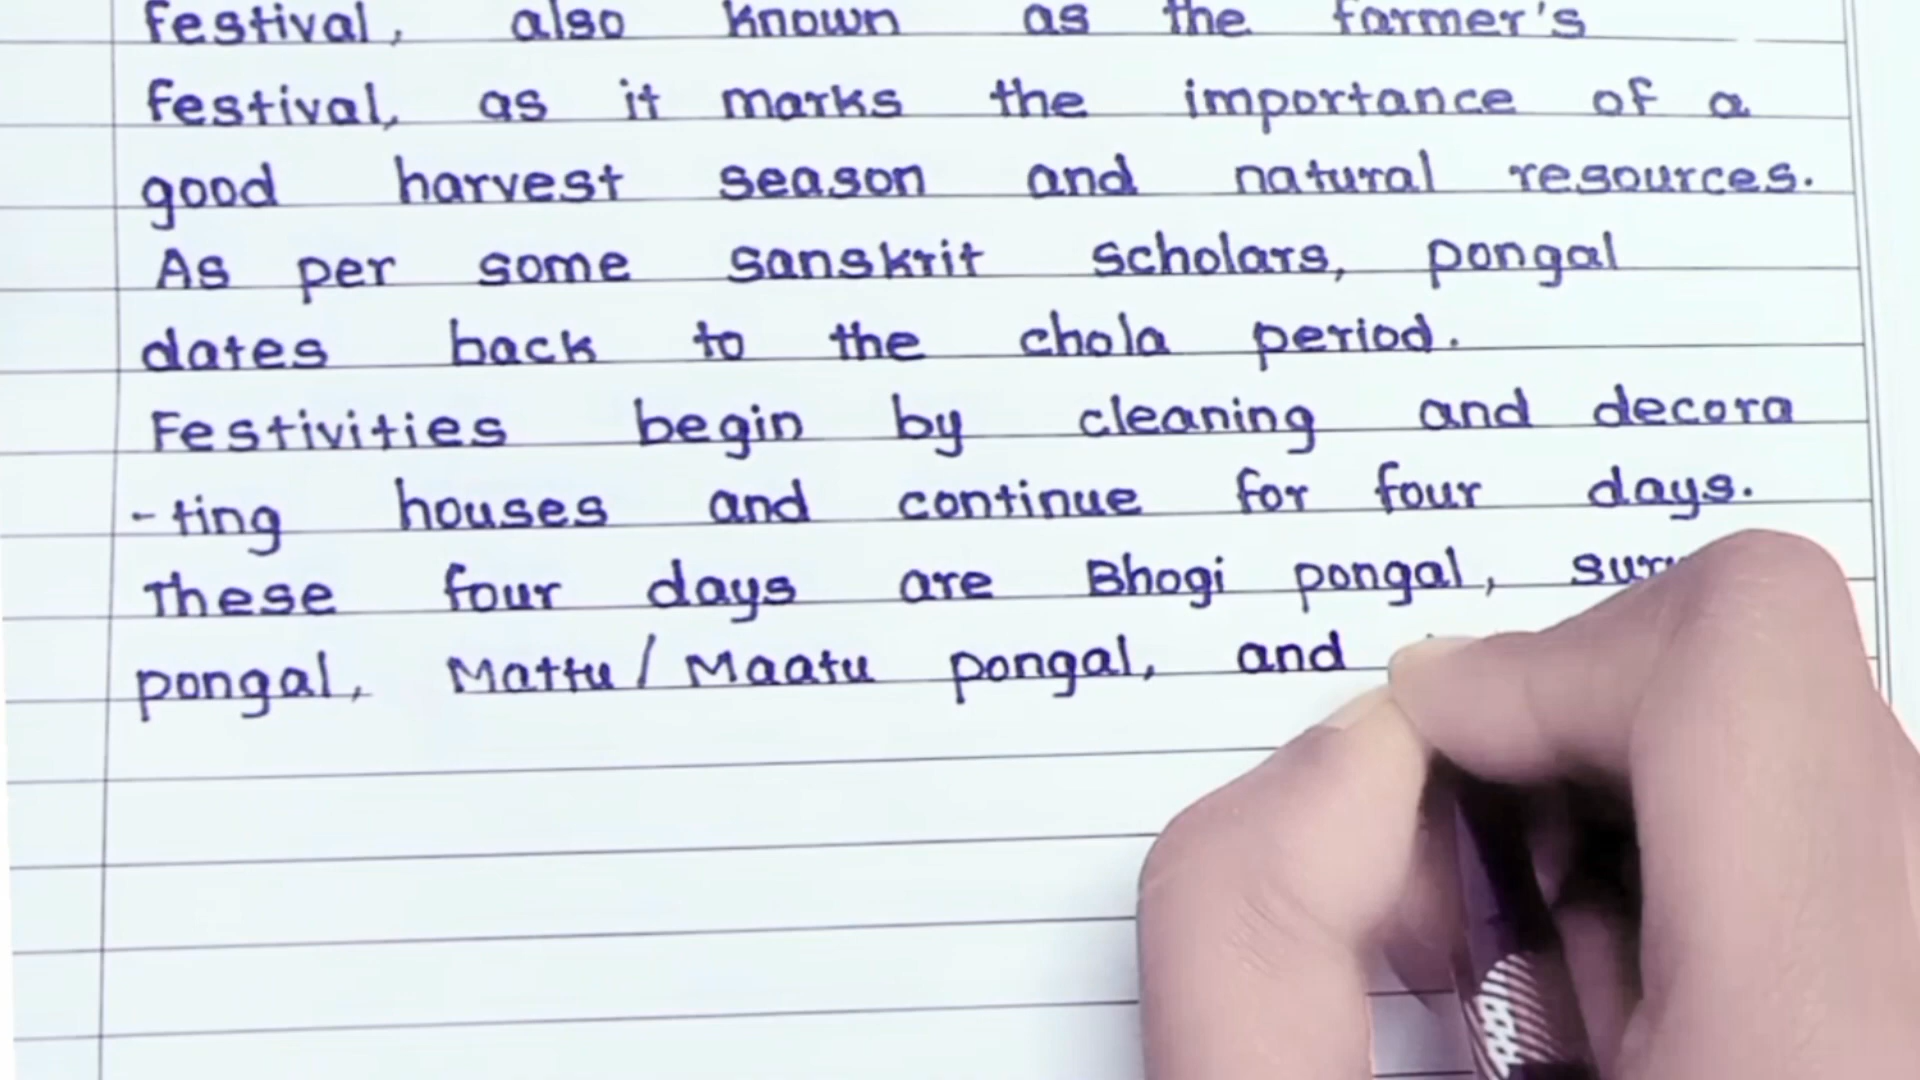 festival, also known as the farmer's
festival, as it marks the importance of a
good harvest season and natural resources.
As per some sanskrit scholars, pongal
dates back to the chola period.
Festivities begin by cleaning and decora
-ting houses and continue for four days.
These four days are Bhogi pongal,
pongal, Mattu/Maatu pongal, and